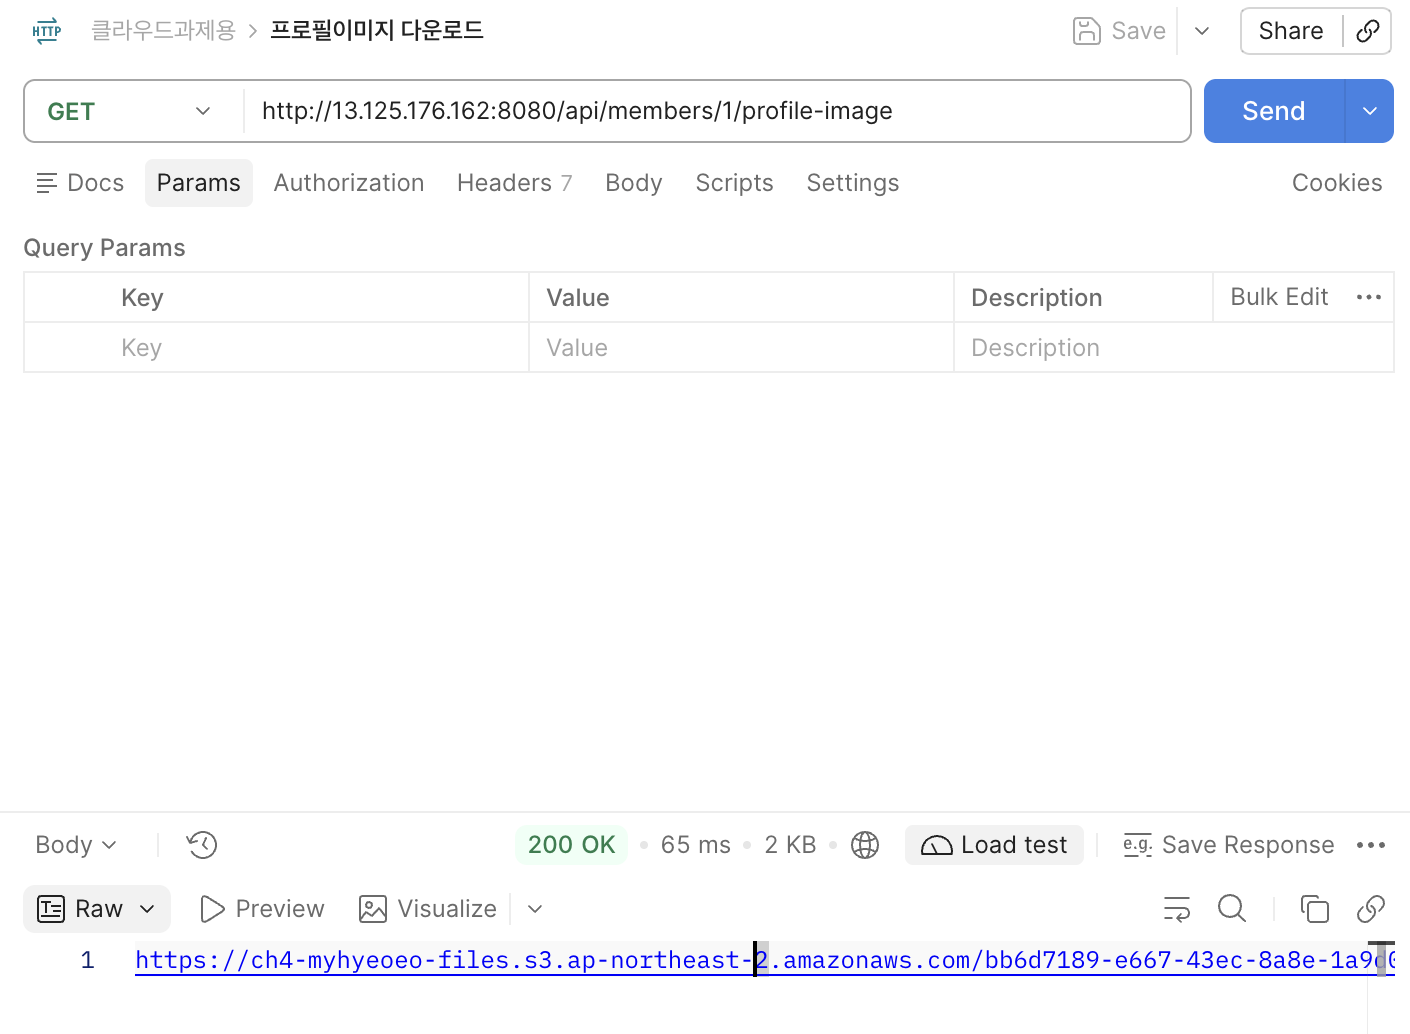 HTTP 클라우드과제용 > 프로필이미지 다운로드 Save Share
GET http://13.125.176.162:8080/api/members/1/profile-image Send
Docs Params Authorization Headers 7 Body Scripts Settings Cookies
Query Params
Key Value Description Bulk Edit
Key Value Description
Body 200 OK • 65 ms • 2 KB • Load test e.g. Save Response
Raw Preview Visualize
1 https://ch4-myhyeoeo-files.s3.ap-northeast-2.amazonaws.com/bb6d7189-e667-43ec-8a8e-1a9d0